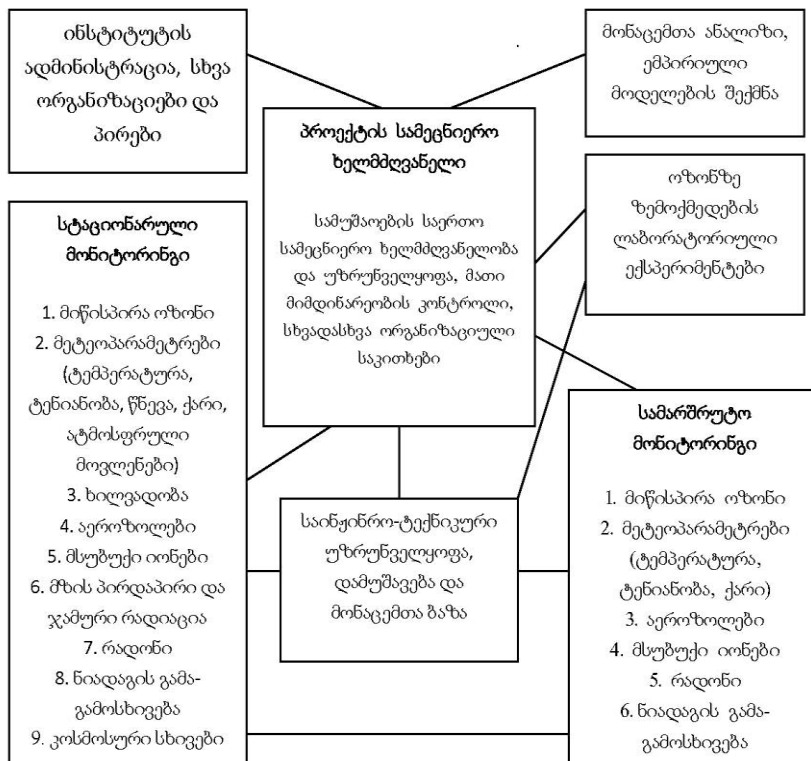 ინსტიტუტის
ადმინისტრაცია, სხვა
ორგანიზაციები და
პირები
მონაცემთა ანალიზი,
ემპირიული
მოდელების შექმნა
პროექტის სამეცნიერო
ხელმძღვანელი
სამუშაოების საერთო
სამეცნიერო ხელმძღვანელობა
და უზრუნველყოფა, მათი
მიმდინარეობის კონტროლი,
სხვადასხვა ორგანიზაციული
საკითხები
ოზონზე
ზემოქმედების
ლაბორატორიული
ექსპერიმენტები
სტაციონარული
მონიტორინგი
1. მიწისპირა ოზონი
2. მეტეოპარამეტრები
(ტემპერატურა,
ტენიანობა, წნევა, ქარი,
ატმოსფრული
მოვლენები)
3. ხილვადობა
4. აეროზოლები
5. მსუბუქი იონები
6. მზის პირდაპირი და
ჯამური რადიაცია
7. რადონი
8. ნიადაგის გამა-
გამოსხივება
9. კოსმოსური სხივები
საინჟინრო-ტექნიკური
უზრუნველყოფა,
დამუშავება და
მონაცემთა ბაზა
სამარშრუტო
მონიტორინგი
1. მიწისპირა ოზონი
2. მეტეოპარამეტრები
(ტემპერატურა,
ტენიანობა, ქარი)
3. აეროზოლები
4. მსუბუქი იონები
5. რადონი
6. ნიადაგის გამა-
გამოსხივება